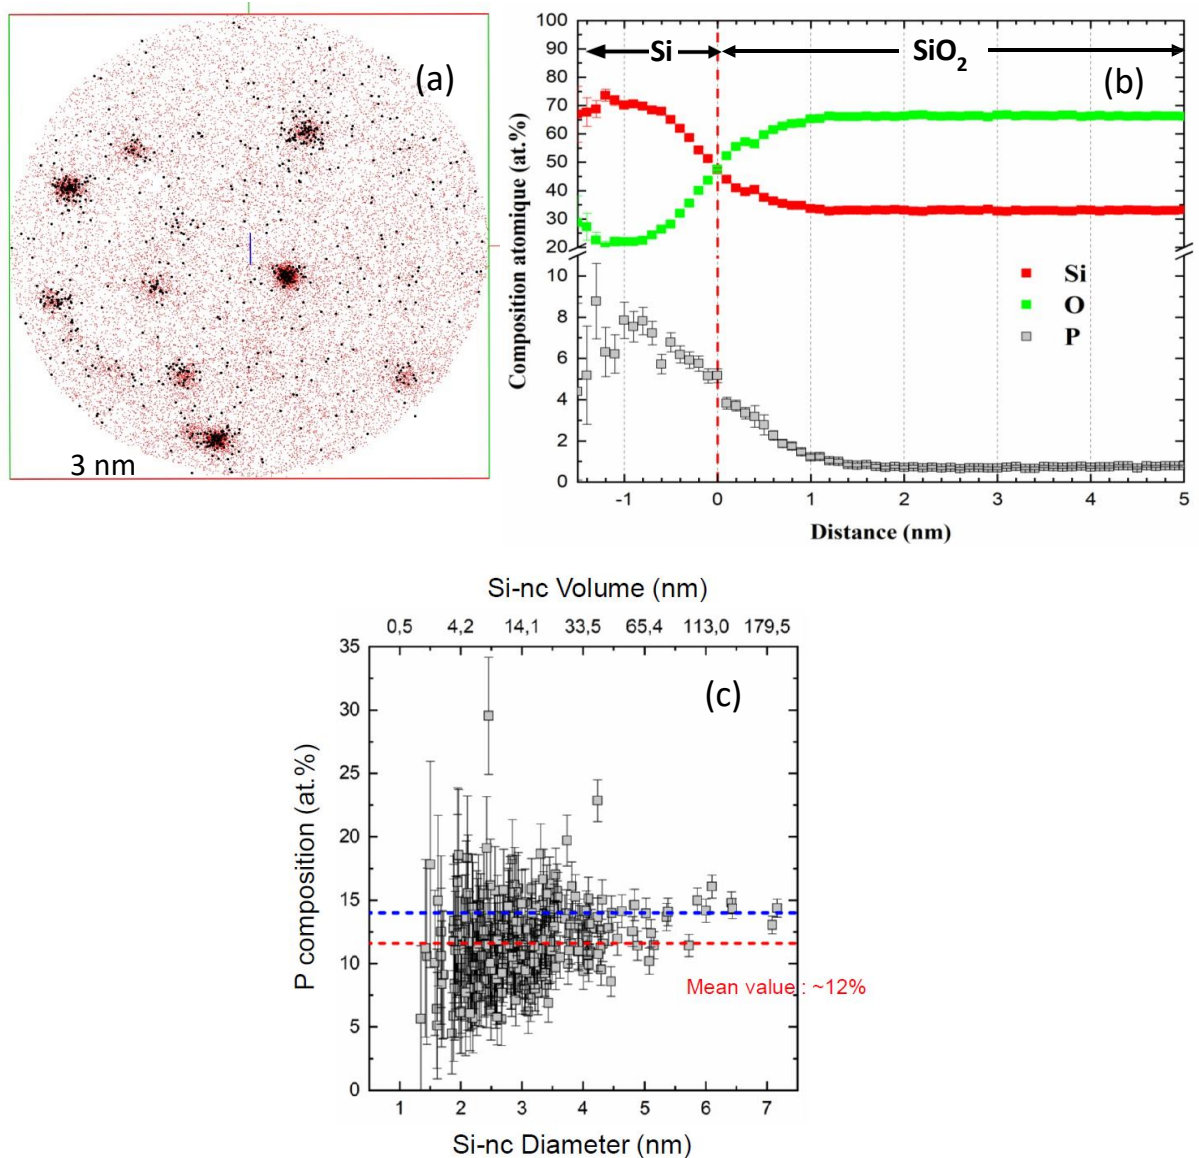 (a)
3 nm
100
90
80
70
60
50
40
30
20
10
8
6
4
2
0
Composition atomique (at.%)
Si
SiO2
(b)
Si
O
P
-1 0 1 2 3 4 5
Distance (nm)
Si-nc Volume (nm)
0,5 4,2 14,1 33,5 65,4 113,0 179,5
35
30
25
20
15
10
5
0
P composition (at.%)
(c)
Mean value : ~12%
1 2 3 4 5 6 7
Si-nc Diameter (nm)